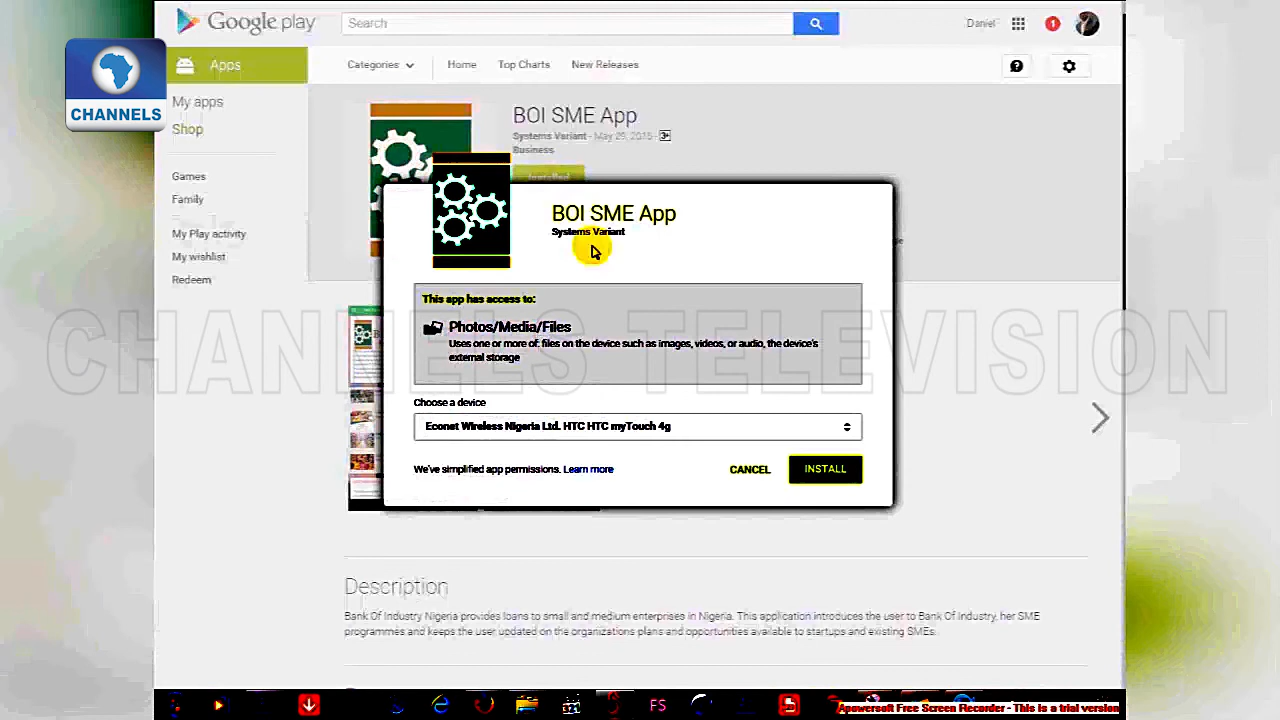 Google play
Search
Daniel
1
CHANNELS
Apps
Categories
Home
Top Charts
New Releases
My apps
Shop
Games
Family
My Play activity
My wishlist
Redeem
BOI SME App
Systems Variant - May 29, 2015
3+
Business
Installed
BOI SME App
Systems Variant
This app has access to:
Photos/Media/Files
Uses one or more of: files on the device such as images, videos, or audio, the device's
external storage
CHANNELS TELEVISION
Choose a device
Econet Wireless Nigeria Ltd. HTC HTC myTouch 4g
We've simplified app permissions. Learn more
CANCEL
INSTALL
Description
Bank Of Industry Nigeria provides loans to small and medium enterprises in Nigeria. This application introduces the user to Bank Of Industry, her SME
programmes and keeps the user updated on the organizations plans and opportunities available to startups and existing SMEs.
FS
Apowersoft Free Screen Recorder - This is a trial version